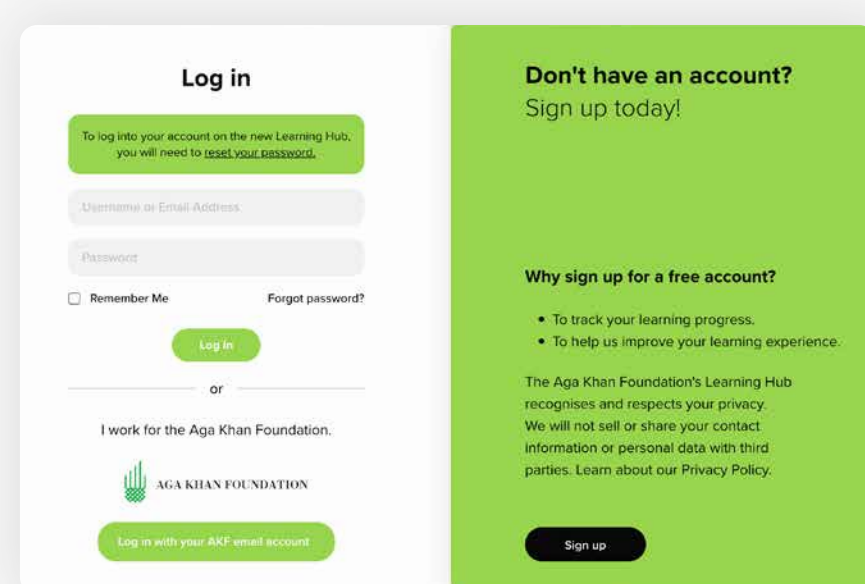 Log in
To log into your account on the new Learning Hub,
you will need to reset your password.
Username or Email Address
Password
Remember Me
Forgot password?
Log in
or
I work for the Aga Khan Foundation.
AGA KHAN FOUNDATION
Log in with your AKF email account
Don't have an account?
Sign up today!
Why sign up for a free account?
• To track your learning progress.
• To help us improve your learning experience.
The Aga Khan Foundation's Learning Hub
recognises and respects your privacy.
We will not sell or share your contact
information or personal data with third
parties. Learn about our Privacy Policy.
Sign up